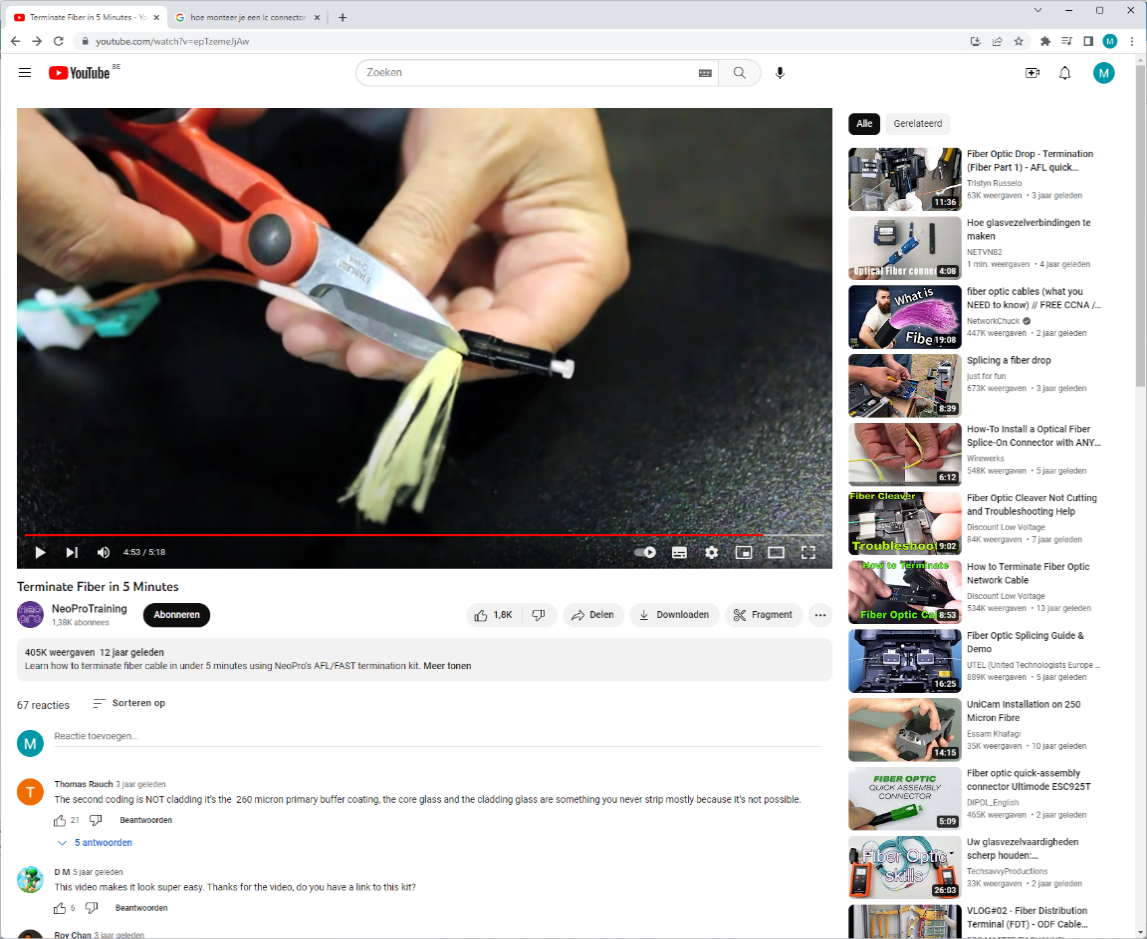 Terminate Fiber in 5 Minutes - Yo
hoe monteer je een lc connector
youtube.com/watch?v=epTzemeJjAw
M
YouTube BE
Zoeken
M
4:53 / 5:18
Terminate Fiber in 5 Minutes
neo pro
NeoProTraining
1,38K abonnees
Abonneren
1,8K
Delen
Downloaden
Fragment
405K weergaven 12 jaar geleden
Learn how to terminate fiber cable in under 5 minutes using NeoPro's AFL/FAST termination kit. Meer tonen
67 reacties
Sorteren op
M
Reactie toevoegen...
T
Thomas Rauch 3 jaar geleden
The second coding is NOT cladding it's the 260 micron primary buffer coating, the core glass and the cladding glass are something you never strip mostly because it's not possible.
21
Beantwoorden
5 antwoorden
D M 5 jaar geleden
This video makes it look super easy. Thanks for the video, do you have a link to this kit?
6
Beantwoorden
Roy Chan 3 jaar geleden
Alle
Gerelateerd
11:36
Fiber Optic Drop - Termination
(Fiber Part 1) - AFL quick...
Tristyn Russelo
63K weergaven • 3 jaar geleden
Optical Fiber connec
4:08
Hoe glasvezelverbindingen te
maken
NETVN82
1 mln. weergaven • 4 jaar geleden
What is
Fibe
19:08
fiber optic cables (what you
NEED to know) // FREE CCNA /...
NetworkChuck
447K weergaven • 2 jaar geleden
8:39
Splicing a fiber drop
just for fun
673K weergaven • 3 jaar geleden
6:12
How-To Install a Optical Fiber
Splice-On Connector with ANY...
Wirewerks
548K weergaven • 5 jaar geleden
Fiber Cleaver
Troubleshoot
9:02
Fiber Optic Cleaver Not Cutting
and Troubleshooting Help
Discount Low Voltage
84K weergaven • 7 jaar geleden
How to Terminate
Fiber Optic Ca
8:53
How to Terminate Fiber Optic
Network Cable
Discount Low Voltage
534K weergaven • 13 jaar geleden
16:25
Fiber Optic Splicing Guide &
Demo
UTEL (United Technologists Europe ...
889K weergaven • 5 jaar geleden
14:15
UniCam Installation on 250
Micron Fibre
Essam Khafagi
35K weergaven • 10 jaar geleden
FIBER OPTIC
QUICK ASSEMBLY
CONNECTOR
5:09
Fiber optic quick-assembly
connector Ultimode ESC925T
DIPOL_English
465K weergaven • 2 jaar geleden
Fiber Optic
skills
26:03
Uw glasvezelvaardigheden
scherp houden:...
TechsavvyProductions
33K weergaven • 2 jaar geleden
VLOG#02 - Fiber Distribution
Terminal (FDT) - ODF Cable...